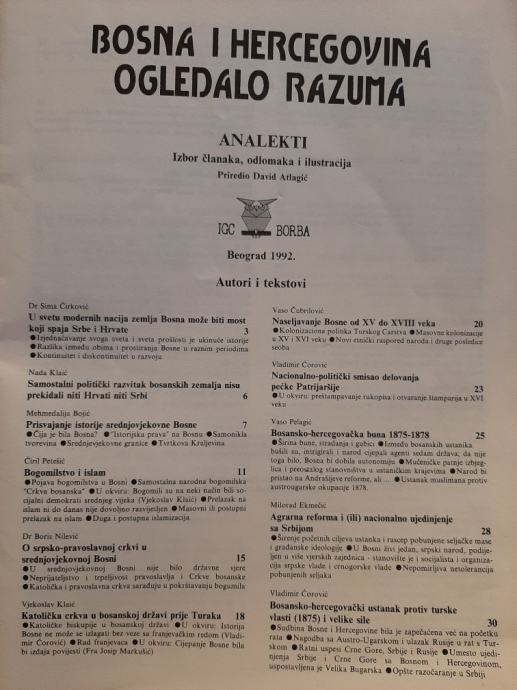 BOSNA I HERCEGOVINA
OGLEDALO RAZUMA
ANALEKTI
Izbor članaka, odlomaka i ilustracija
Priredio David Atlagić
IGC BORBA
Beograd 1992.
Autori i tekstovi
Dr Sima Ćirković
U svetu modernih nacija zemlja Bosna može biti most
koji spaja Srbe i Hrvate 3
●Izjednačavanje svoga sveta i sveta prošlosti je ukinuće istorije
●Razlika između obima i prostiranja Bosne u raznim periodima
●Kontinuitet i diskontinuitet u razvoju
Nada Klaić
Samostalni politički razvitak bosanskih zemalja nisu
prekidali niti Hrvati niti Srbi 6
Mehmedalija Bojić
Prisvajanje istorije srednjovjekovne Bosne 7
●Čija je bila Bosna? ●"Istorijska prava" na Bosnu ●Samonikla
tvorevina ●Srednjevjekovne granice ●Tvrtkova Kraljevina
Ćiril Petešić
Bogomilstvo i islam 11
●Pojava bogomilstva u Bosni ●Samostalna narodna bogomilska
"Crkva bosanska" ●U okviru: Bogomili su na neki način bili so-
cijalni demokrati srednjeg vijeka (Vjekoslav Klaić) ●Prelazak na
islam ni do danas nije dovoljno rasvijetljen ●Masovni ili postupni
prelazak na islam ●Duga i postupna islamizacija
Dr Boris Nilević
O srpsko-pravoslavnoj crkvi u
srednjovjekovnoj Bosni 15
●U srednjovjekovnoj Bosni nije bilo državne vjere
●Neprijateljstvo i trpeljivost pravoslavlja i Crkve bosanske
●Katolička i pravoslavna crkva sarađuju u pokrštavanju bogumila
Vjekoslav Klaić
Katolička crkva u bosanskoj državi prije Turaka 18
●Katoličke biskupije u bosanskoj državi ●U okviru: Istorija
Bosne ne može se izlagati bez veze sa franjevačkim redom (Vladi-
mir Ćorović) ●Rad franjevaca ●U okviru: Cijepanje Bosne bila
bi izdaja povijesti (Fra Josip Markušić)
Vaso Čubrilović
Naseljavanje Bosne od XV do XVIII veka 20
●Kolonizaciona politika Turskog Carstva ●Masovne kolonizacije
u XV i XVI veku ●Novi etnički raspored naroda i druge posledice
seoba
Vladimir Ćorović
Nacionalno-politički smisao delovanja
pećke Patrijaršije 23
●U okviru: preštampavanje rukopisa i otvaranje štamparija u XVI
veku
Vaso Pelagić
Bosansko-hercegovačka buna 1875-1878 25
●Širina bune, stradanja i gubici ●Između bosanskih ustanika
bušili su, intrigirali i narod cijepali agenti sedam država, da nije
toga bilo, Bosna bi dobila autonomiju ●Mučeničke patnje izbjeg-
lica i preostalog stanovništva u ustaničkim krajevima ●Narod bi
pristao na Andrašijeve reforme, ali... ●Ustanak muslimana protiv
austrougarske okupacije 1878.
Milorad Ekmečić
Agrarna reforma i (ili) nacionalno ujedinjenje
sa Srbijom 28
●Širenje početnih ciljeva ustanka i rascep pobunjene seljačke mase
i građanske ideologije ●U Bosni živi jedan, srpski narod, podije-
ljen u više vjerskih zajednica - stanovište je i socijalista i organiza-
cija srpske vlade i crnogorske vlade ●Nepomirljiva netolerancija
pobunjenih seljaka
Vladimir Ćorović
Bosansko-hercegovački ustanak protiv turske
vlasti (1875) i velike sile 30
●Sudbina Bosne i Hercegovine bila je zapečaćena već na početku
rata ●Nagodba sa Austro-Ugarskom i ulazak Rusije u rat s Tur-
skom ●Ratni uspesi Crne Gore, Srbije i Rusije ●Umesto ujedi-
njenja Srbije i Crne Gore sa Bosnom i Hercegovinom,
uspostavljena je Velika Bugarska ●Opšte razočaranje u Srbiji